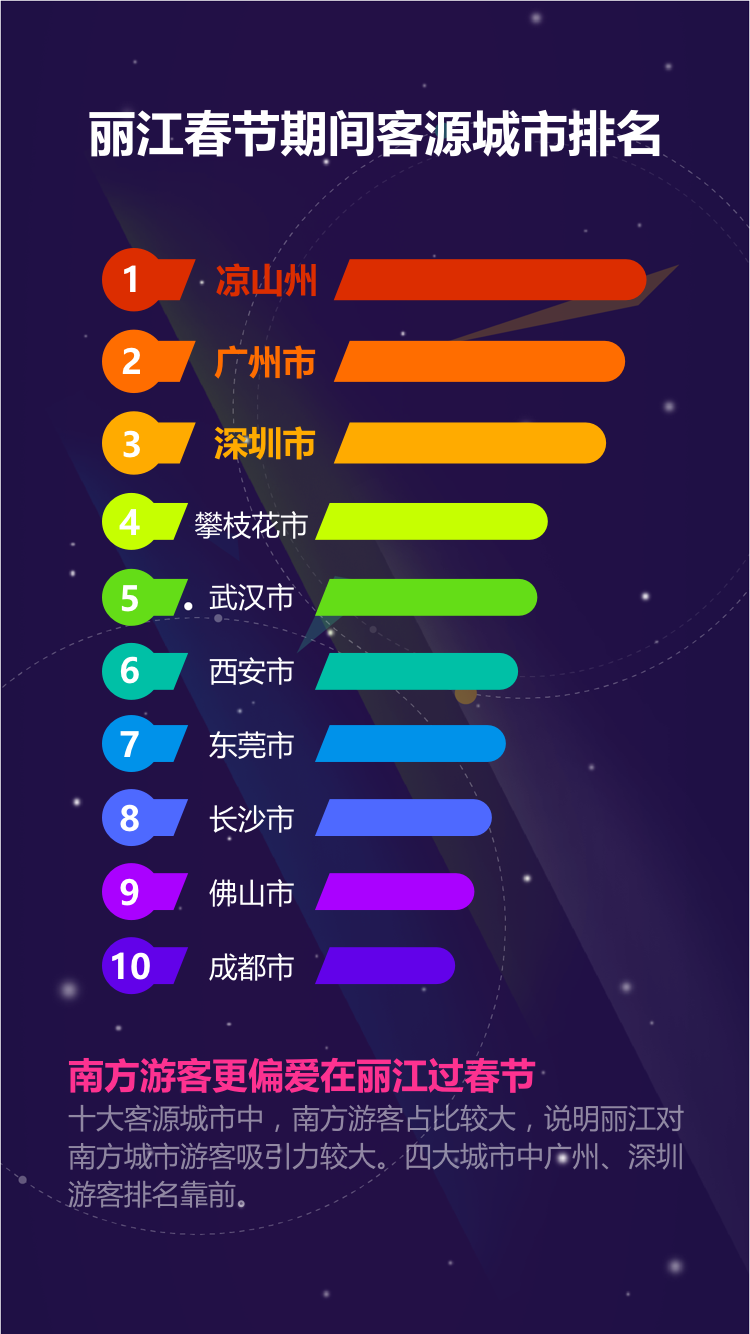 丽江春节期间客源城市排名
1 凉山州
2 广州市
3 深圳市
4 攀枝花市
5 武汉市
6 西安市
7 东莞市
8 长沙市
9 佛山市
10 成都市
南方游客更偏爱在丽江过春节
十大客源城市中，南方游客占比较大，说明丽江对
南方城市游客吸引力较大。四大城市中广州、深圳
游客排名靠前。